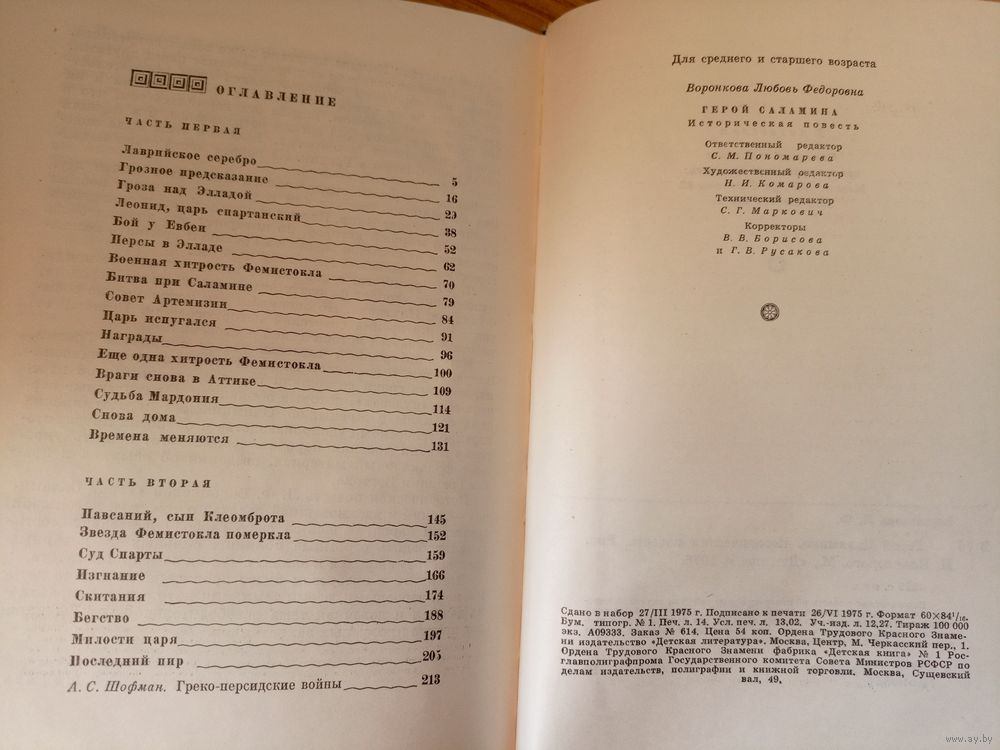 ОГЛАВЛЕНИЕ
ЧАСТЬ ПЕРВАЯ
Лаврийское серебро 5
Грозное предсказание 16
Гроза над Элладой 29
Леонид, царь спартанский 38
Бой у Евбеи 52
Персы в Элладе 62
Военная хитрость Фемистокла 70
Битва при Саламине 79
Совет Артемизии 84
Царь испугался 91
Награды 96
Еще одна хитрость Фемистокла 100
Враги снова в Аттике 109
Судьба Мардония 114
Снова дома 121
Времена меняются 131
ЧАСТЬ ВТОРАЯ
Павсаний, сын Клеомброта 145
Звезда Фемистокла померкла 152
Суд Спарты 159
Изгнание 166
Скитания 174
Бегство 188
Милости царя 197
Последний пир 205
А. С. Шофман. Греко-персидские войны 213
Для среднего и старшего возраста
Воронкова Любовь Федоровна
ГЕРОЙ САЛАМИНА
Историческая повесть
Ответственный редактор
С. М. Пономарева
Художественный редактор
Н. И. Комарова
Технический редактор
С. Г. Маркович
Корректоры
В. В. Борисова
и Г. В. Русакова
Сдано в набор 27/III 1975 г. Подписано к печати 26/VI 1975 г. Формат 60×84 1/16.
Бум. типогр. № 1. Печ. л. 14. Усл. печ. л. 13,02. Уч.-изд. л. 12,27. Тираж 100 000
экз. А09333. Заказ № 614. Цена 54 коп. Ордена Трудового Красного Знаме-
ни издательство «Детская литература». Москва, Центр, М. Черкасский пер., 1.
Ордена Трудового Красного Знамени фабрика «Детская книга» № 1 Рос-
главполиграфпрома Государственного комитета Совета Министров РСФСР по
делам издательств, полиграфии и книжной торговли. Москва, Сущевский
вал, 49.
www.ay.by